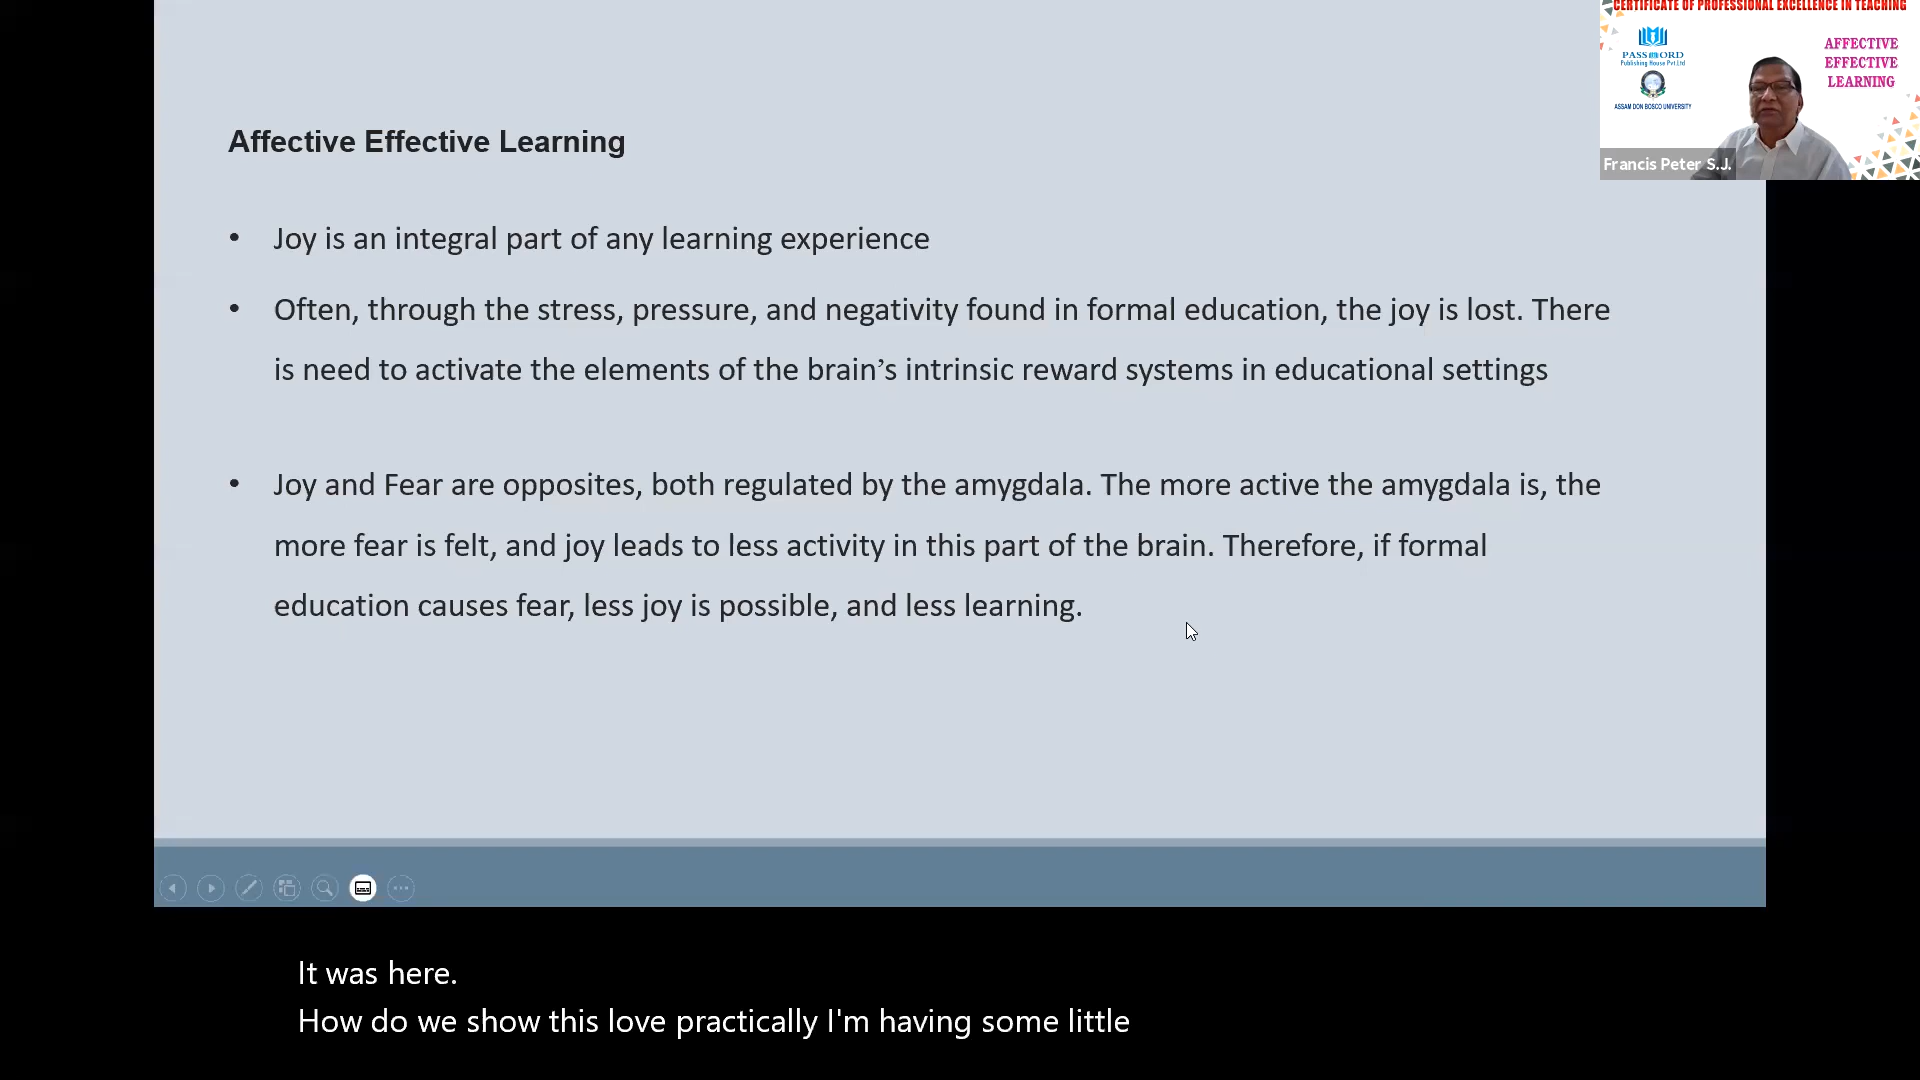 CERTIFICATE OF PROFESSIONAL EXCELLENCE IN TEACHING
PASSWORD
Publishing House Pvt.Ltd
ASSAM DON BOSCO UNIVERSITY
AFFECTIVE
EFFECTIVE
LEARNING
Francis Peter S.J.
Affective Effective Learning
• Joy is an integral part of any learning experience
• Often, through the stress, pressure, and negativity found in formal education, the joy is lost. There
is need to activate the elements of the brain’s intrinsic reward systems in educational settings
• Joy and Fear are opposites, both regulated by the amygdala. The more active the amygdala is, the
more fear is felt, and joy leads to less activity in this part of the brain. Therefore, if formal
education causes fear, less joy is possible, and less learning.
It was here.
How do we show this love practically I'm having some little